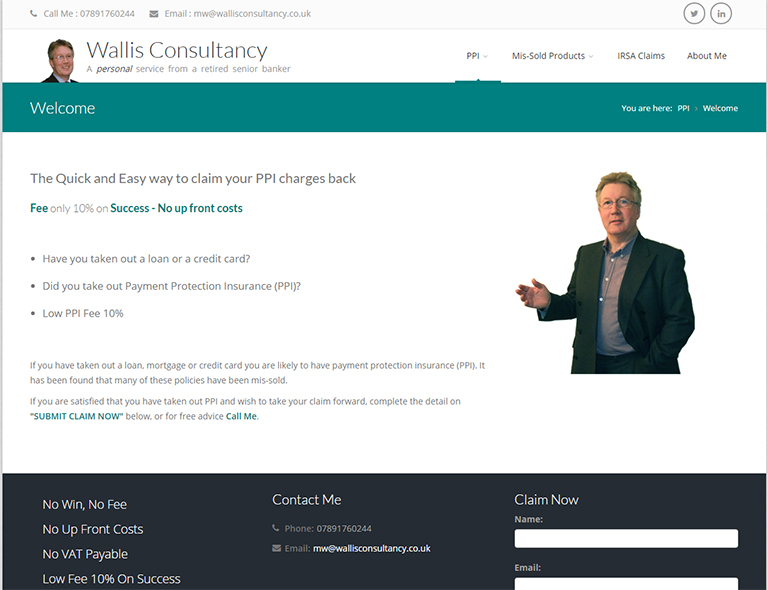 Call Me : 07891760244 Email : mw@wallisconsultancy.co.uk
Wallis Consultancy
A personal service from a retired senior banker
PPI Mis-Sold Products IRSA Claims About Me
Welcome
You are here: PPI › Welcome
The Quick and Easy way to claim your PPI charges back
Fee only 10% on Success - No up front costs
• Have you taken out a loan or a credit card?
• Did you take out Payment Protection Insurance (PPI)?
• Low PPI Fee 10%
If you have taken out a loan, mortgage or credit card you are likely to have payment protection insurance (PPI). It
has been found that many of these policies have been mis-sold.
If you are satisfied that you have taken out PPI and wish to take your claim forward, complete the detail on
"SUBMIT CLAIM NOW" below, or for free advice Call Me.
No Win, No Fee
No Up Front Costs
No VAT Payable
Low Fee 10% On Success
Contact Me
Phone: 07891760244
Email: mw@wallisconsultancy.co.uk
Claim Now
Name:
Email: